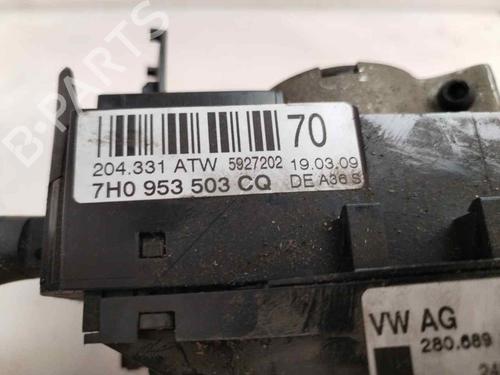 B-PARTS
70
204.331 ATW 5927202 19.03.09
7H0 953 503 CQ DE A36 S
VW AG
280.689